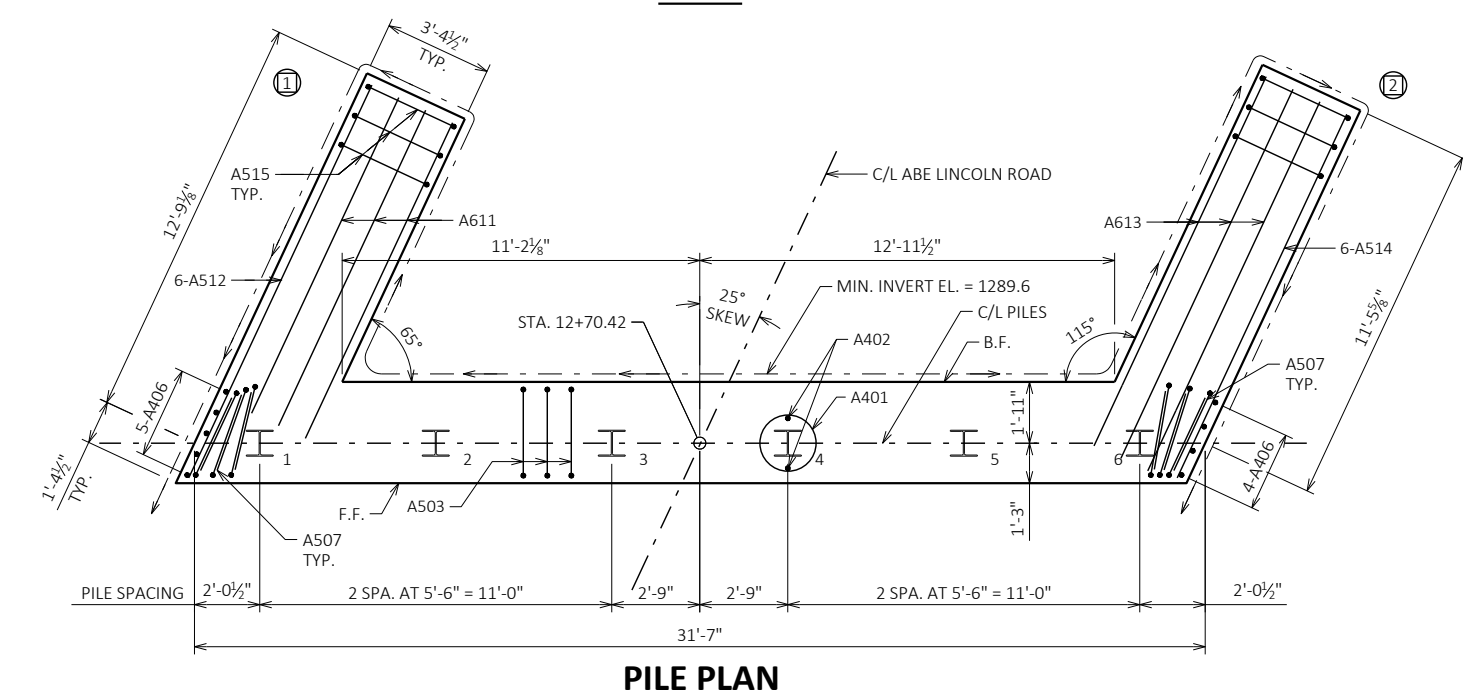 3'-4½"
TYP.
1
2
12'-9⅛"
A515
TYP.
A611
11'-2⅛"
12'-11½"
C/L ABE LINCOLN ROAD
A613
6-A514
6-A512
25°
SKEW
MIN. INVERT EL. = 1289.6
C/L PILES
B.F.
STA. 12+70.42
65°
115°
A402
A401
11'-5⅝"
A507
TYP.
5-A406
1'-4½"
TYP.
1'-11"
1
2
3
4
5
6
4-A406
F.F.
A503
1'-3"
A507
TYP.
PILE SPACING
2'-0½"
2 SPA. AT 5'-6" = 11'-0"
2'-9"
2'-9"
2 SPA. AT 5'-6" = 11'-0"
2'-0½"
31'-7"
PILE PLAN